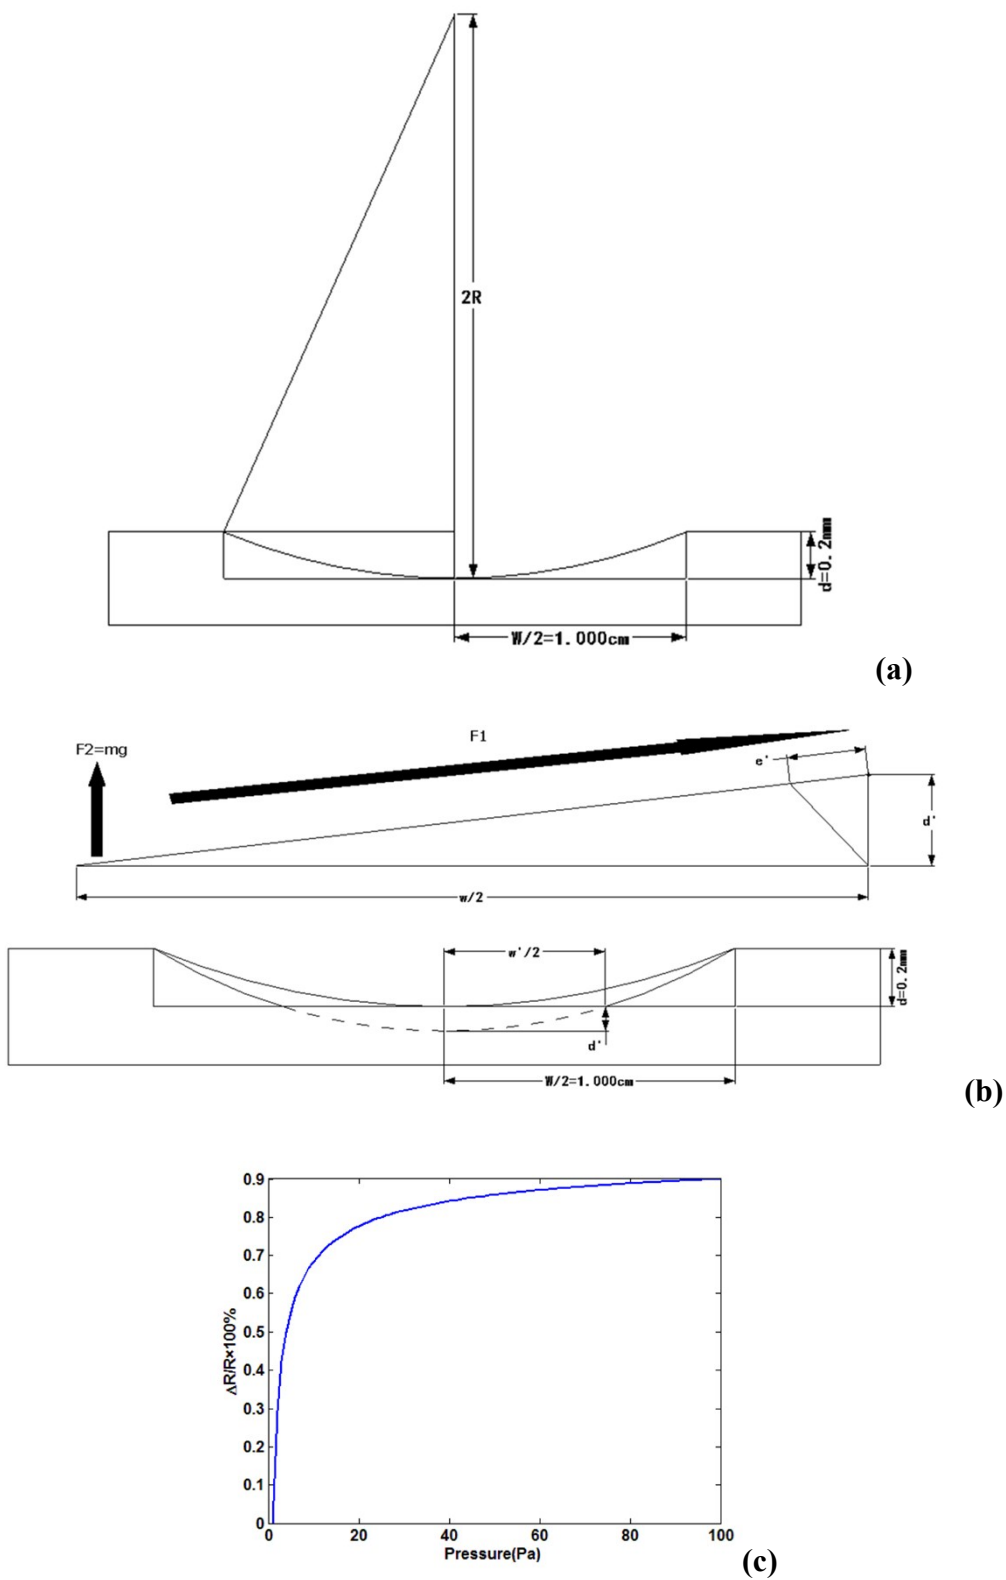 2R
d=0.2mm
W/2=1.000cm
(a)
F2=mg
F1
e'
d'
w/2
w'/2
d=0.2mm
d'
W/2=1.000cm
(b)
0.9
0.8
0.7
0.6
0.5
0.4
0.3
0.2
0.1
0
ΔR/R×100%
0 20 40 60 80 100
Pressure(Pa)
(c)